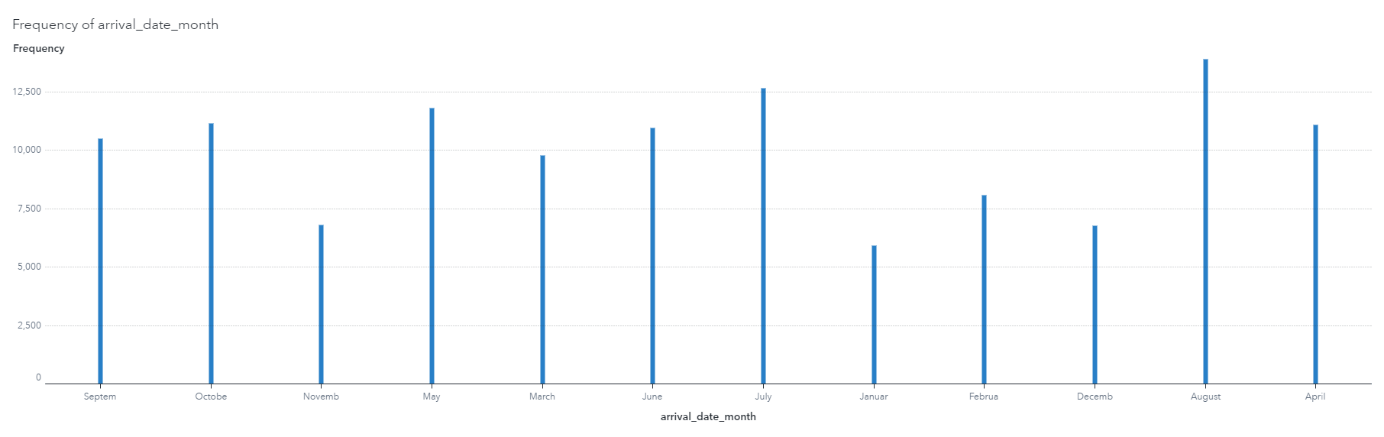 Frequency of arrival_date_month
Frequency
12,500
10,000
7,500
5,000
2,500
0
Septem Octobe Novemb May March June July Januar Februa Decemb August April
arrival_date_month